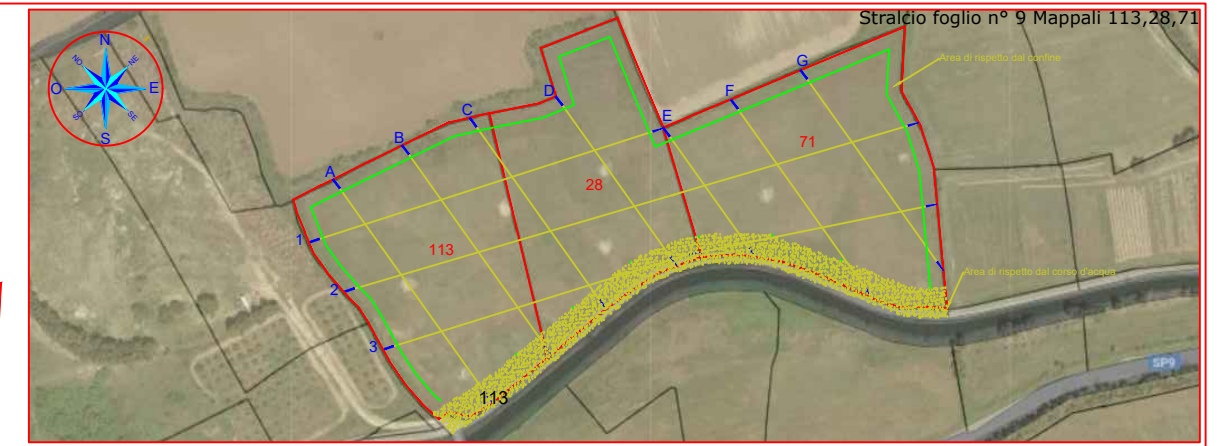 Stralcio foglio n° 9 Mappali 113,28,71
N
NO
NE
O
E
SO
SE
S
G
Area di rispetto dal confine
D
F
C
E
B
71
A
28
1
113
Area di rispetto dal corso d'acqua
2
3
SP9
113